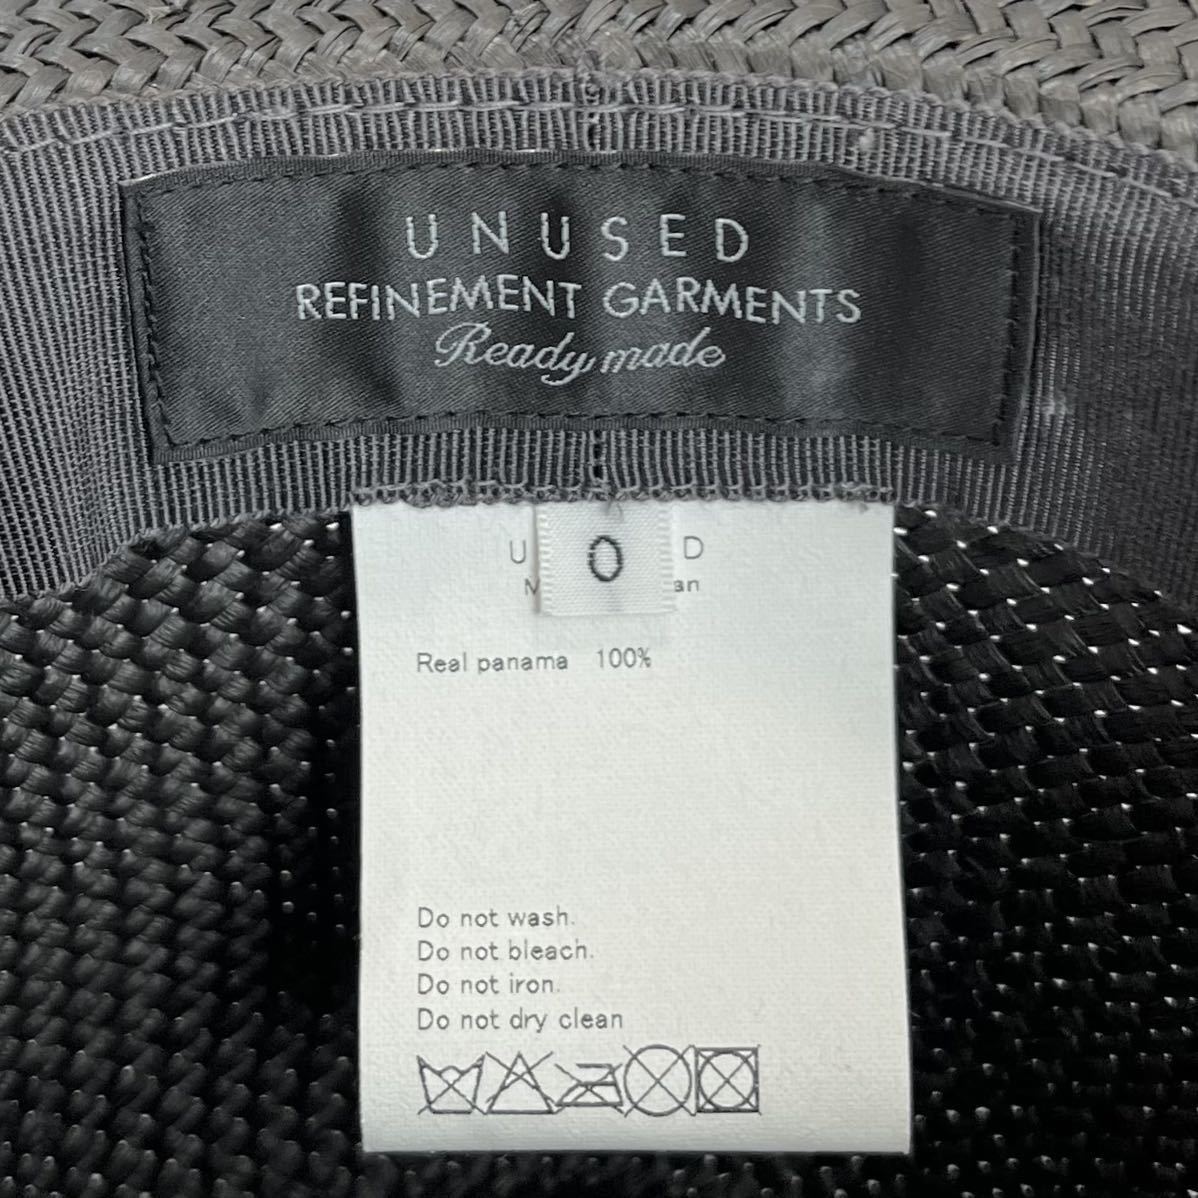 UNUSED
REFINEMENT GARMENTS
Ready made
U O D
Real panama 100%
Do not wash.
Do not bleach.
Do not iron.
Do not dry clean